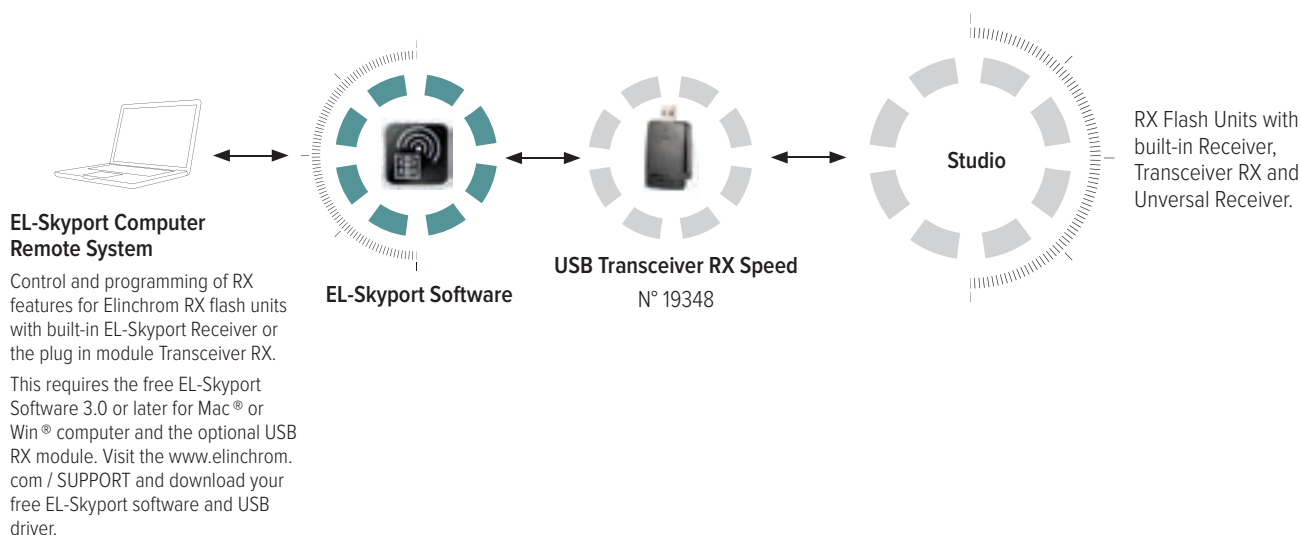 EL-Skyport Computer
Remote System
Control and programming of RX
features for Elinchrom RX flash units
with built-in EL-Skyport Receiver or
the plug in module Transceiver RX.
This requires the free EL-Skyport
Software 3.0 or later for Mac ® or
Win ® computer and the optional USB
RX module. Visit the www.elinchrom.
com / SUPPORT and download your
free EL-Skyport software and USB
driver.
EL-Skyport Software
USB Transceiver RX Speed
N° 19348
Studio
RX Flash Units with
built-in Receiver,
Transceiver RX and
Unversal Receiver.